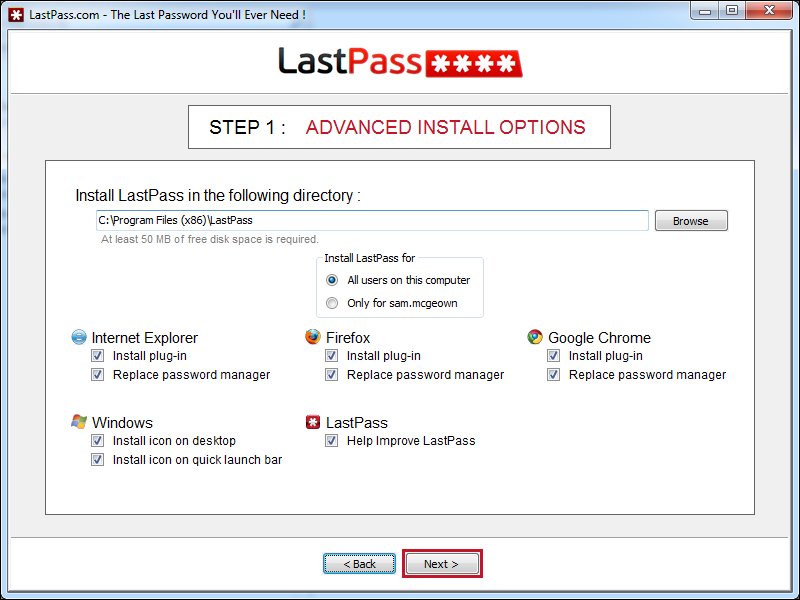 LastPass.com - The Last Password You'll Ever Need !
LastPass ****
STEP 1 : ADVANCED INSTALL OPTIONS
Install LastPass in the following directory :
C:\Program Files (x86)\LastPass
Browse
At least 50 MB of free disk space is required.
Install LastPass for
All users on this computer
Only for sam.mcgeown
Internet Explorer
Install plug-in
Replace password manager
Firefox
Install plug-in
Replace password manager
Google Chrome
Install plug-in
Replace password manager
Windows
Install icon on desktop
Install icon on quick launch bar
LastPass
Help Improve LastPass
< Back
Next >